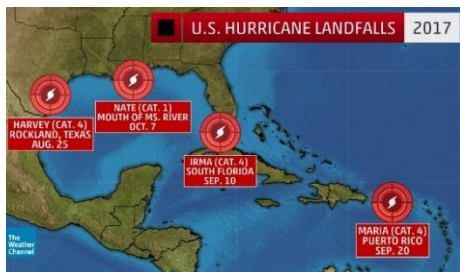 U.S. HURRICANE LANDFALLS 2017
HARVEY (CAT. 4)
ROCKLAND, TEXAS
AUG. 25
NATE (CAT. 1)
MOUTH OF MS. RIVER
OCT. 7
IRMA (CAT. 4)
SOUTH FLORIDA
SEP. 10
MARIA (CAT. 4)
PUERTO RICO
SEP. 20
The
Weather
Channel